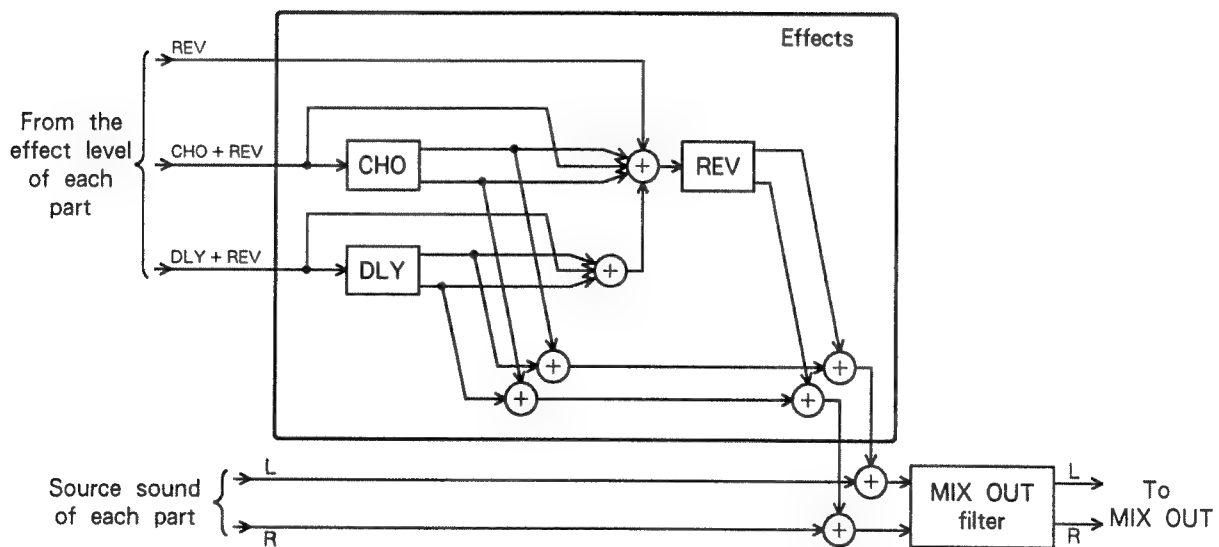 Effects
REV
From the
effect level
of each
part
CHO + REV
CHO
+
REV
DLY + REV
DLY
+
+
+
+
+
Source sound
of each part
L
R
+
+
MIX OUT
filter
L
R
To
MIX OUT